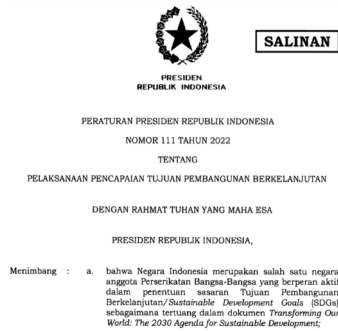 SALINAN
PRESIDEN
REPUBLIK INDONESIA
PERATURAN PRESIDEN REPUBLIK INDONESIA
NOMOR 111 TAHUN 2022
TENTANG
PELAKSANAAN PENCAPAIAN TUJUAN PEMBANGUNAN BERKELANJUTAN
DENGAN RAHMAT TUHAN YANG MAHA ESA
PRESIDEN REPUBLIK INDONESIA,
Menimbang : a. bahwa Negara Indonesia merupakan salah satu negara
anggota Perserikatan Bangsa-Bangsa yang berperan aktif
dalam penentuan sasaran Tujuan Pembangunan
Berkelanjutan/Sustainable Development Goals (SDGs)
sebagaimana tertuang dalam dokumen Transforming Our
World: The 2030 Agenda for Sustainable Development;